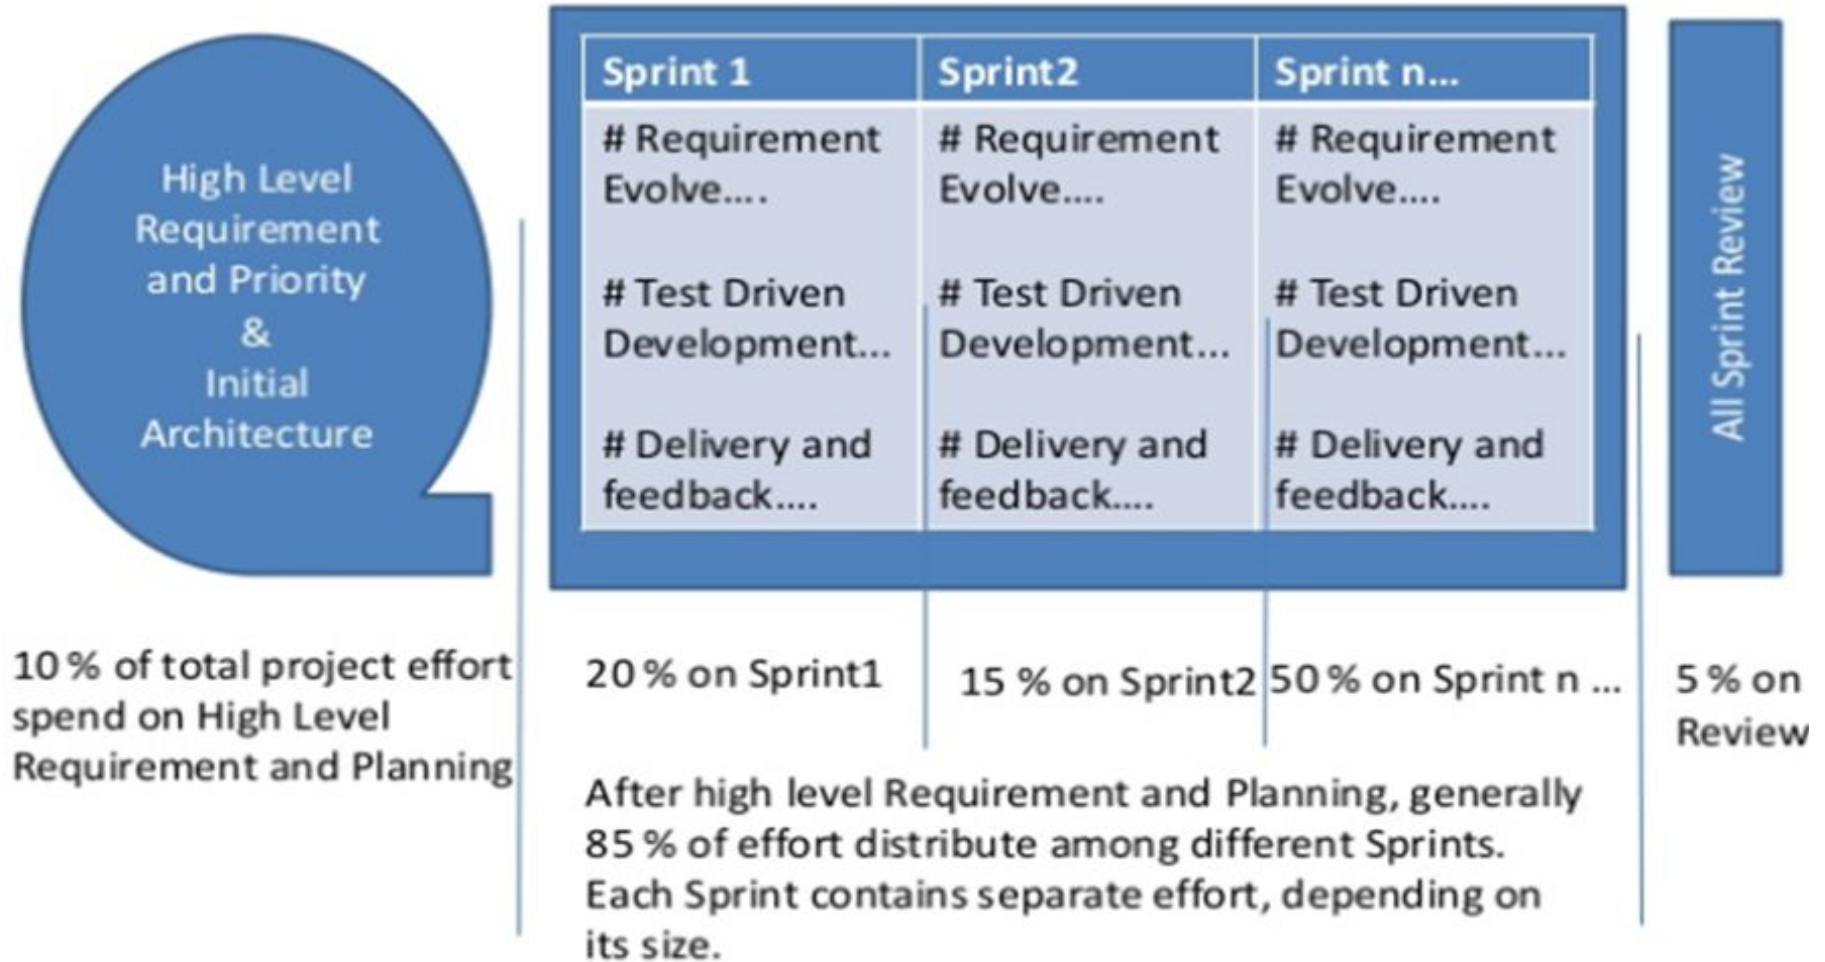 High Level
Requirement
and Priority
&
Initial
Architecture
Sprint 1
Sprint2
Sprint n...
# Requirement
Evolve....
# Test Driven
Development...
# Delivery and
feedback....
# Requirement
Evolve....
# Test Driven
Development...
# Delivery and
feedback....
# Requirement
Evolve....
# Test Driven
Development...
# Delivery and
feedback....
All Sprint Review
10 % of total project effort
spend on High Level
Requirement and Planning
20 % on Sprint1
15 % on Sprint2
50 % on Sprint n ...
5 % on
Review
After high level Requirement and Planning, generally
85 % of effort distribute among different Sprints.
Each Sprint contains separate effort, depending on
its size.